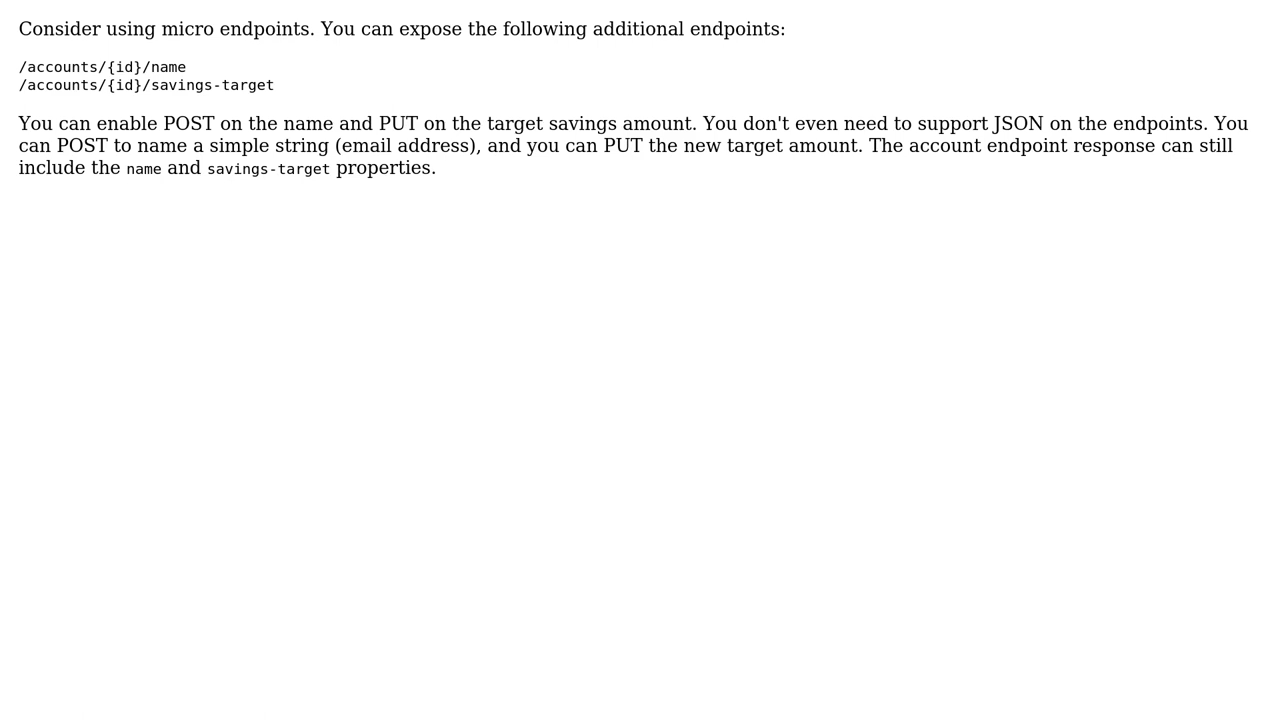 Consider using micro endpoints. You can expose the following additional endpoints:
/accounts/{id}/name
/accounts/{id}/savings-target
You can enable POST on the name and PUT on the target savings amount. You don't even need to support JSON on the endpoints. You
can POST to name a simple string (email address), and you can PUT the new target amount. The account endpoint response can still
include the name and savings-target properties.